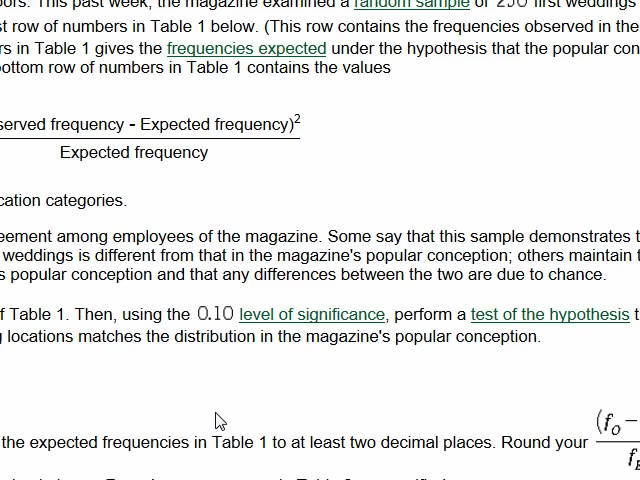 oors. This past week, the magazine examined a random sample of 250 first weddings
st row of numbers in Table 1 below. (This row contains the frequencies observed in the
rs in Table 1 gives the frequencies expected under the hypothesis that the popular con
ottom row of numbers in Table 1 contains the values
served frequency - Expected frequency)²
Expected frequency
cation categories.
eement among employees of the magazine. Some say that this sample demonstrates t
weddings is different from that in the magazine's popular conception; others maintain t
s popular conception and that any differences between the two are due to chance.
f Table 1. Then, using the 0.10 level of significance, perform a test of the hypothesis t
locations matches the distribution in the magazine's popular conception.
(f_O −
the expected frequencies in Table 1 to at least two decimal places. Round your
f_E